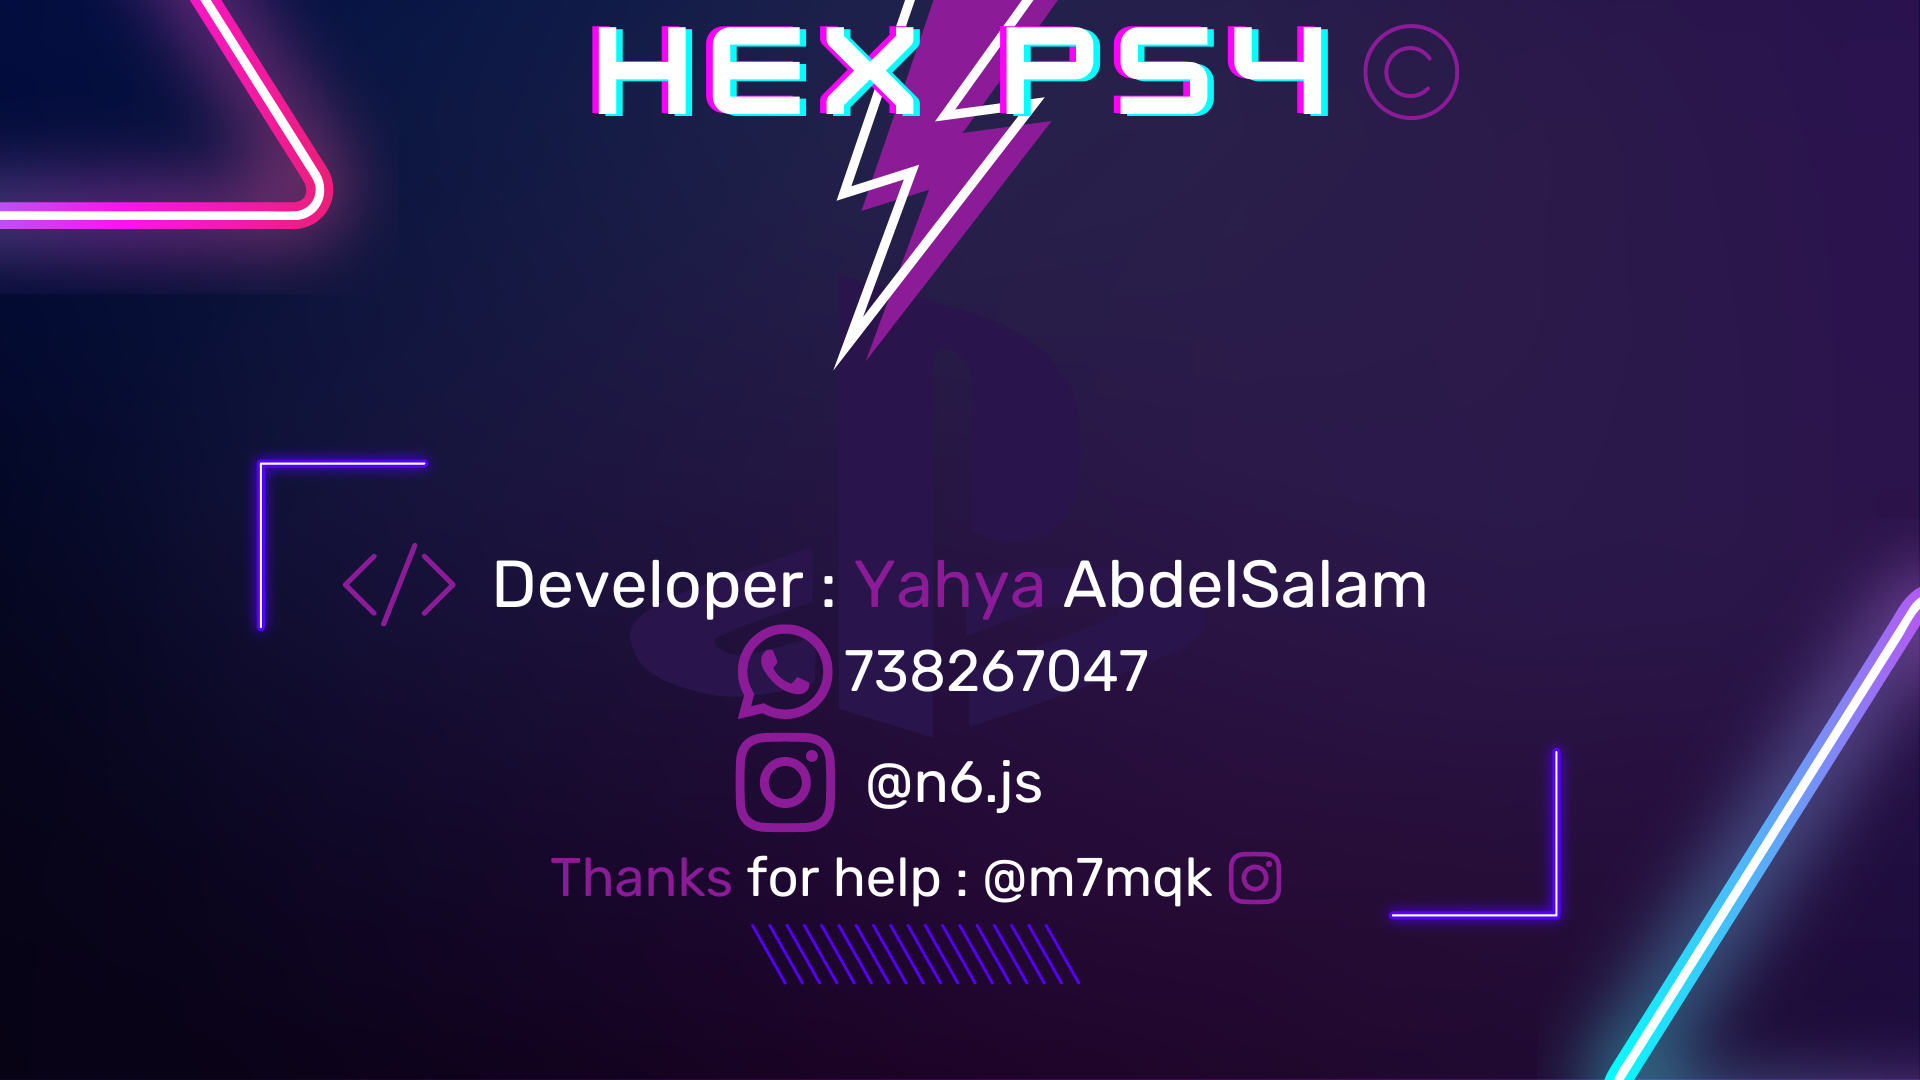 HEX PS4 ©
</> Developer : Yahya AbdelSalam
738267047
@n6.js
Thanks for help : @m7mqk